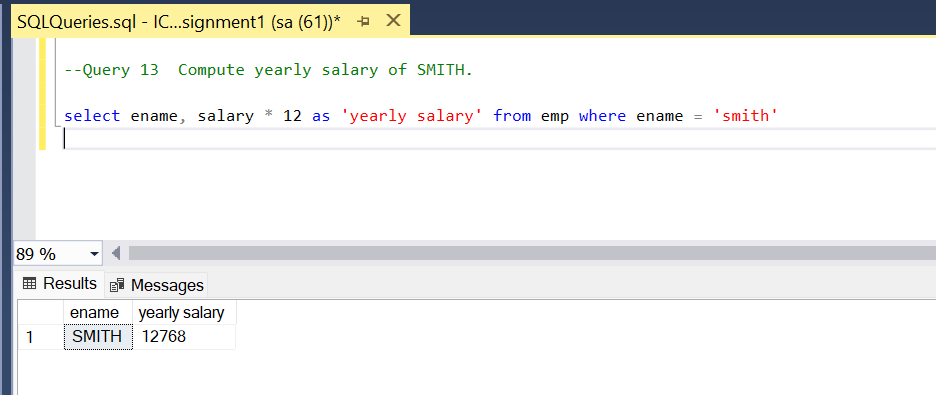 SQLQueries.sql - IC...signment1 (sa (61))*
--Query 13  Compute yearly salary of SMITH.
select ename, salary * 12 as 'yearly salary' from emp where ename = 'smith'
89 %
Results Messages
ename yearly salary
1 SMITH 12768